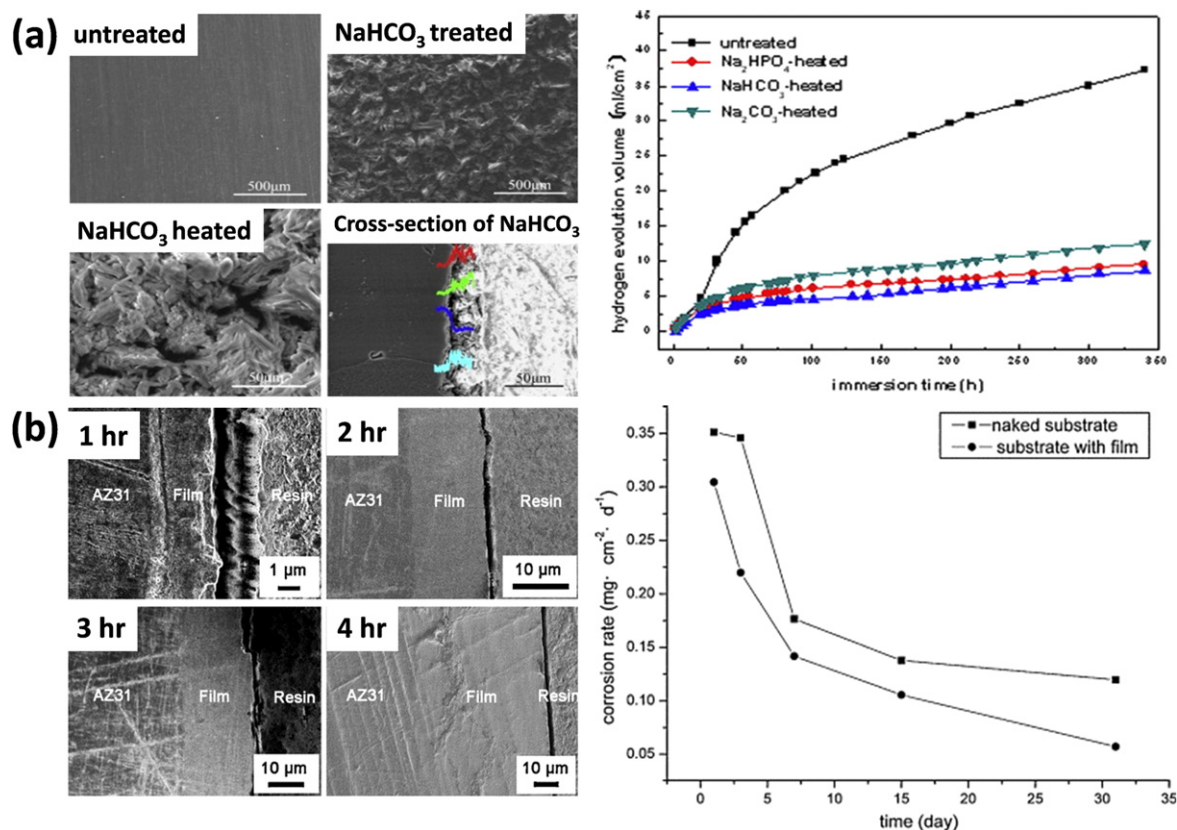 (a)
untreated
500μm
NaHCO3 treated
500μm
NaHCO3 heated
50μm
Cross-section of NaHCO3
50μm
hydrogen evolution volume (ml/cm2)
45
40
35
30
25
20
15
10
5
0
untreated
Na2HPO4-heated
NaHCO3-heated
Na2CO3-heated
0 50 100 150 200 250 300 350
immersion time (h)
(b)
1 hr
AZ31 Film Resin
1 μm
2 hr
AZ31 Film Resin
10 μm
3 hr
AZ31 Film Resin
10 μm
4 hr
AZ31 Film Resin
10 μm
corrosion rate (mg· cm-2· d-1)
0.35
0.30
0.25
0.20
0.15
0.10
0.05
naked substrate
substrate with film
0 5 10 15 20 25 30 35
time (day)